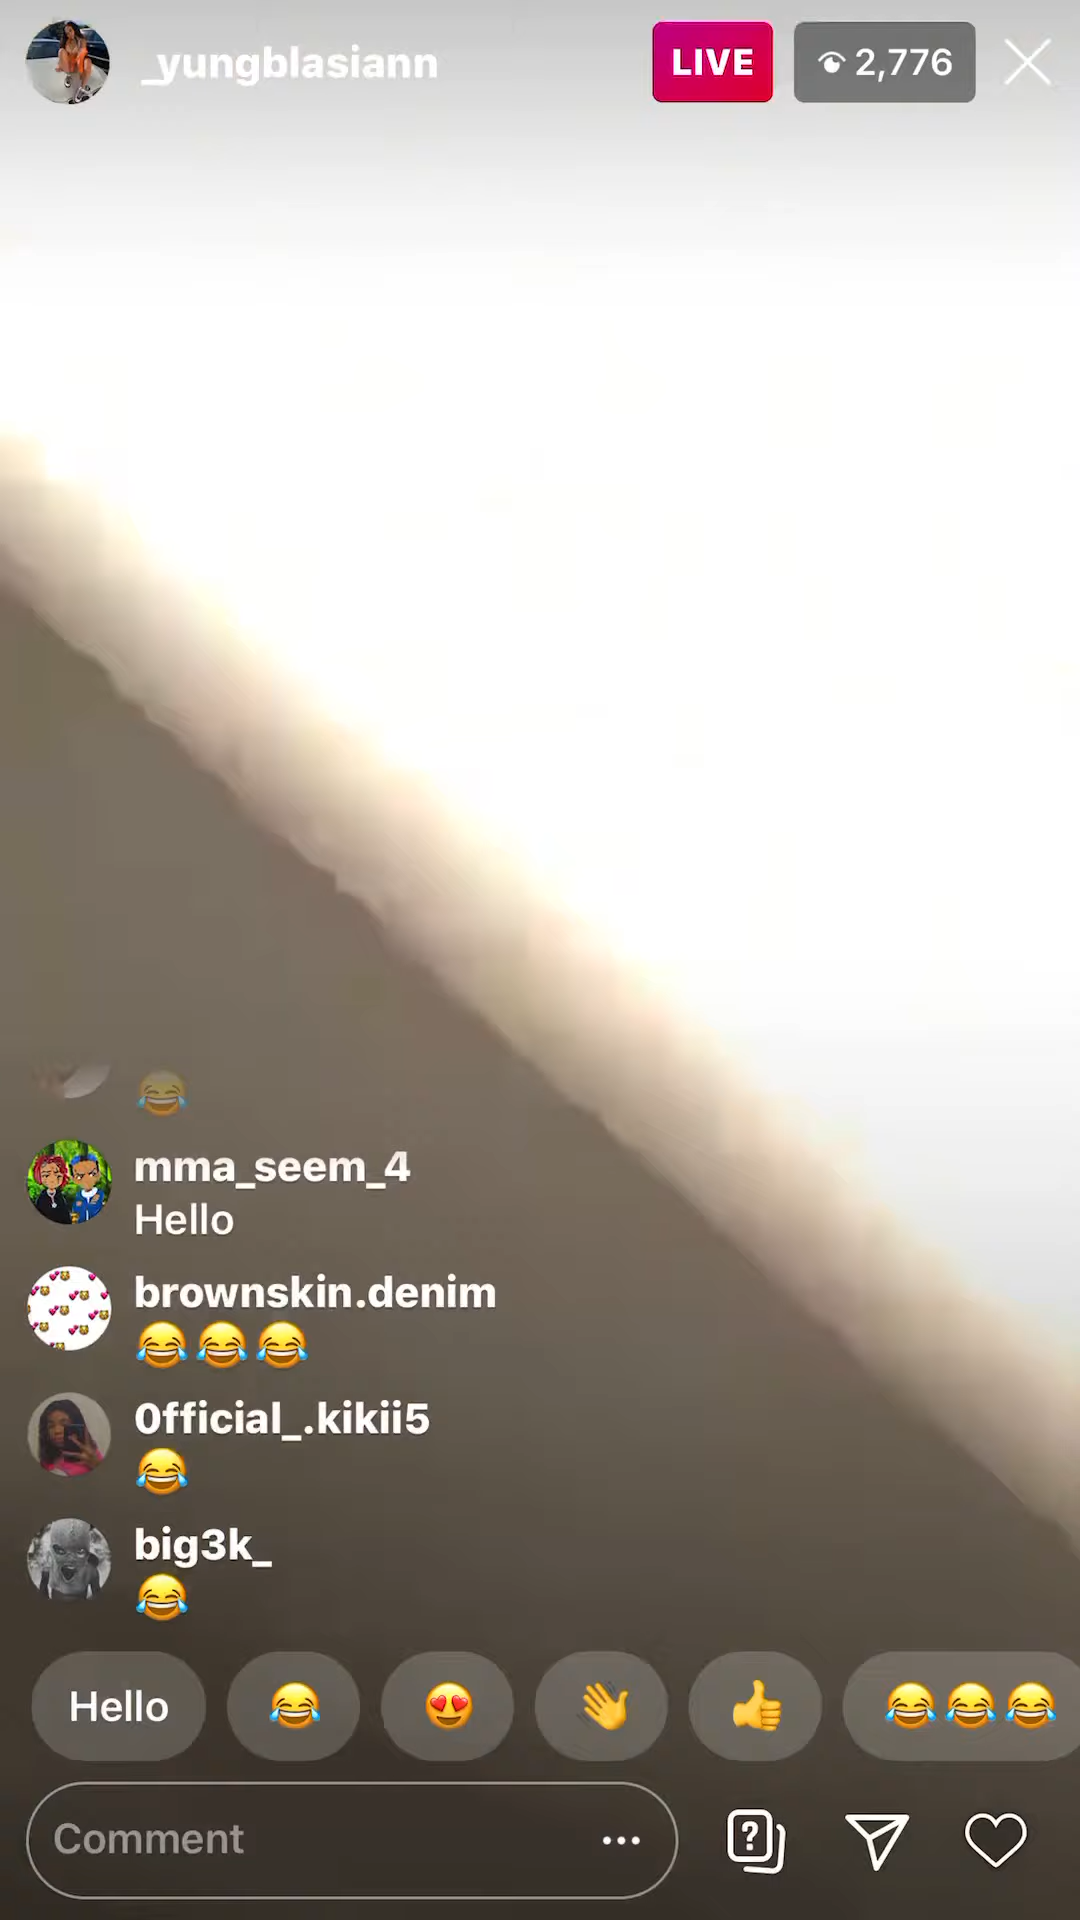 _yungblasiann
LIVE
2,776
😂
mma_seem_4
Hello
brownskin.denim
😂😂😂
0fficial_.kikii5
😂
big3k_
😂
Hello 😂 😍 👋 👍 😂😂😂
Comment